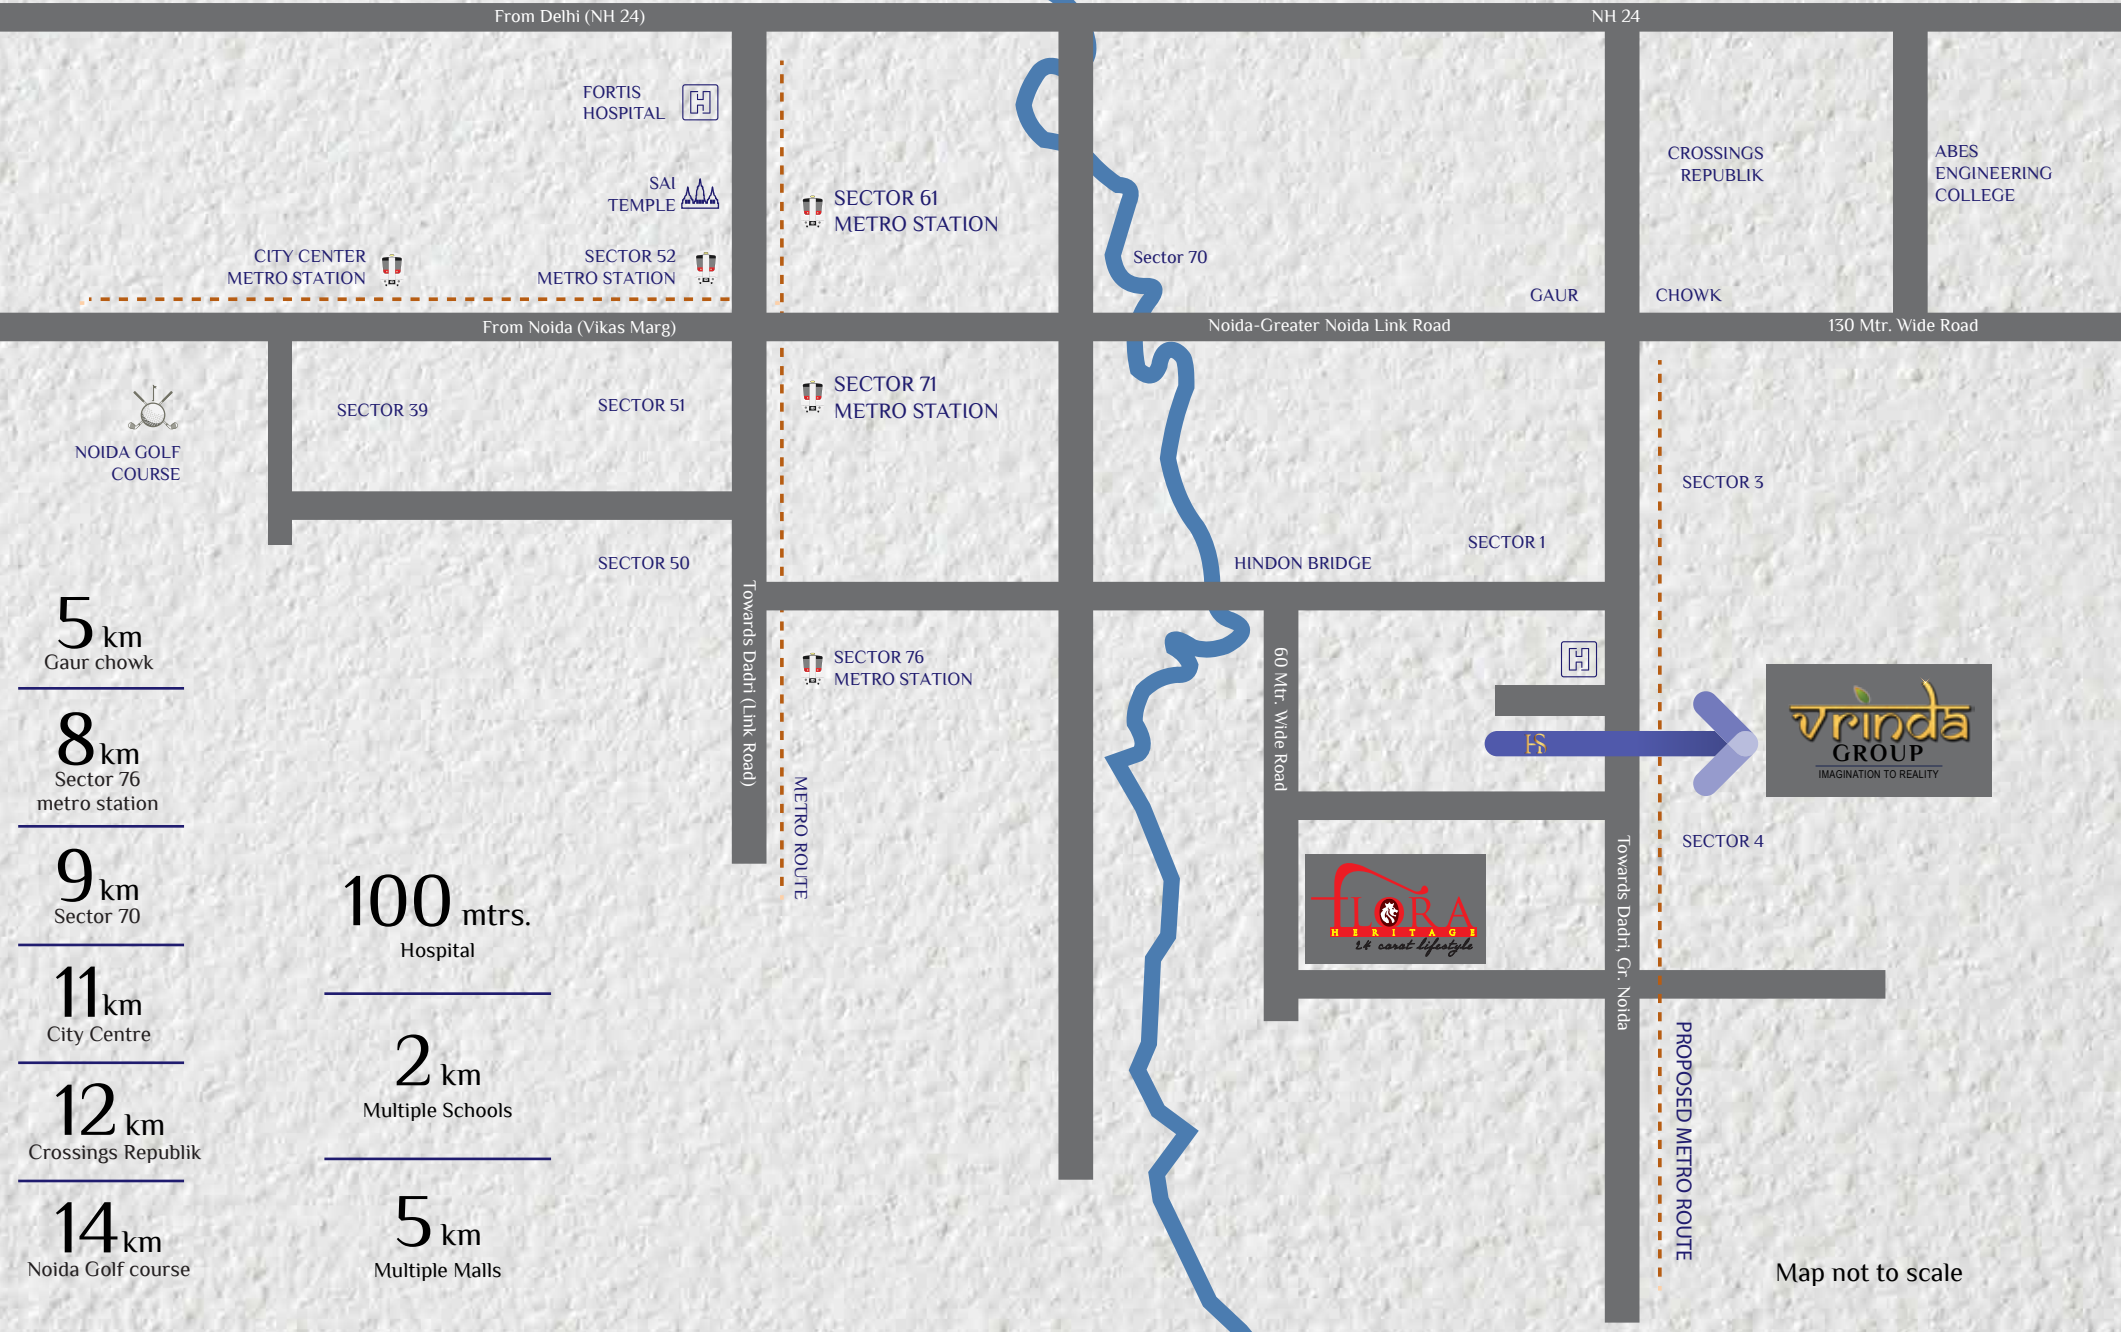 From Delhi (NH 24)
NH 24
FORTIS
HOSPITAL
H
SAI
TEMPLE
CITY CENTER
METRO STATION
SECTOR 52
METRO STATION
SECTOR 61
METRO STATION
Sector 70
CROSSINGS
REPUBLIK
ABES
ENGINEERING
COLLEGE
GAUR
CHOWK
From Noida (Vikas Marg)
Noida-Greater Noida Link Road
130 Mtr. Wide Road
NOIDA GOLF
COURSE
SECTOR 39
SECTOR 51
SECTOR 71
METRO STATION
SECTOR 50
HINDON BRIDGE
SECTOR 1
SECTOR 3
Towards Dadri (Link Road)
SECTOR 76
METRO STATION
METRO ROUTE
60 Mtr. Wide Road
H
HS
vrinda
GROUP
IMAGINATION TO REALITY
SECTOR 4
FLORA
HERITAGE
24 carat lifestyle
Towards Dadri, Gr. Noida
PROPOSED METRO ROUTE
5 km
Gaur chowk
8 km
Sector 76
metro station
9 km
Sector 70
11 km
City Centre
12 km
Crossings Republik
14 km
Noida Golf course
100 mtrs.
Hospital
2 km
Multiple Schools
5 km
Multiple Malls
Map not to scale